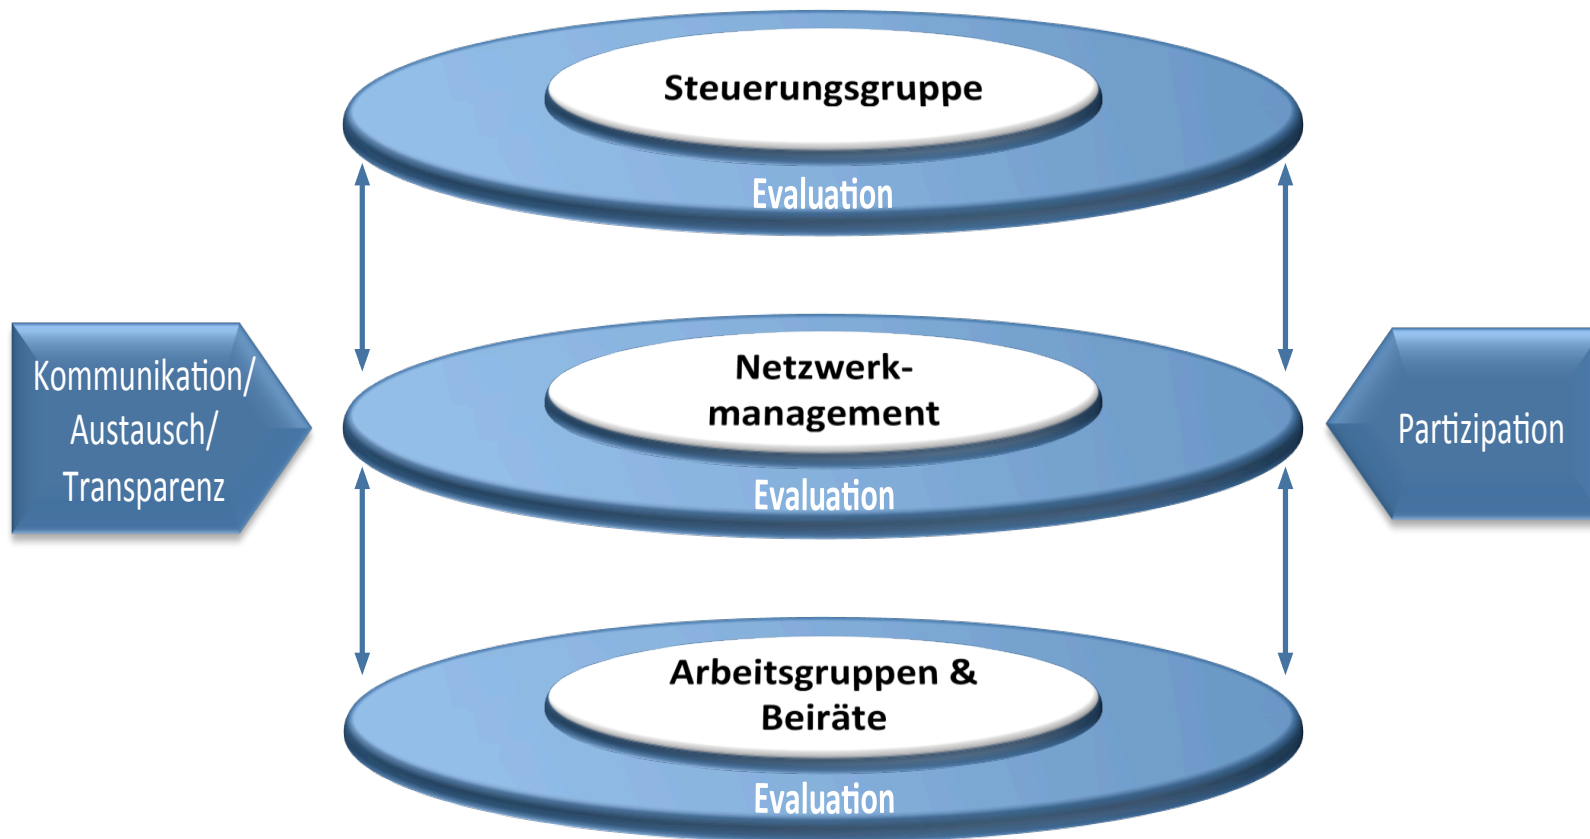 Steuerungsgruppe
Evaluation
Kommunikation/
Austausch/
Transparenz
Netzwerk-
management
Evaluation
Partizipation
Arbeitsgruppen &
Beiräte
Evaluation